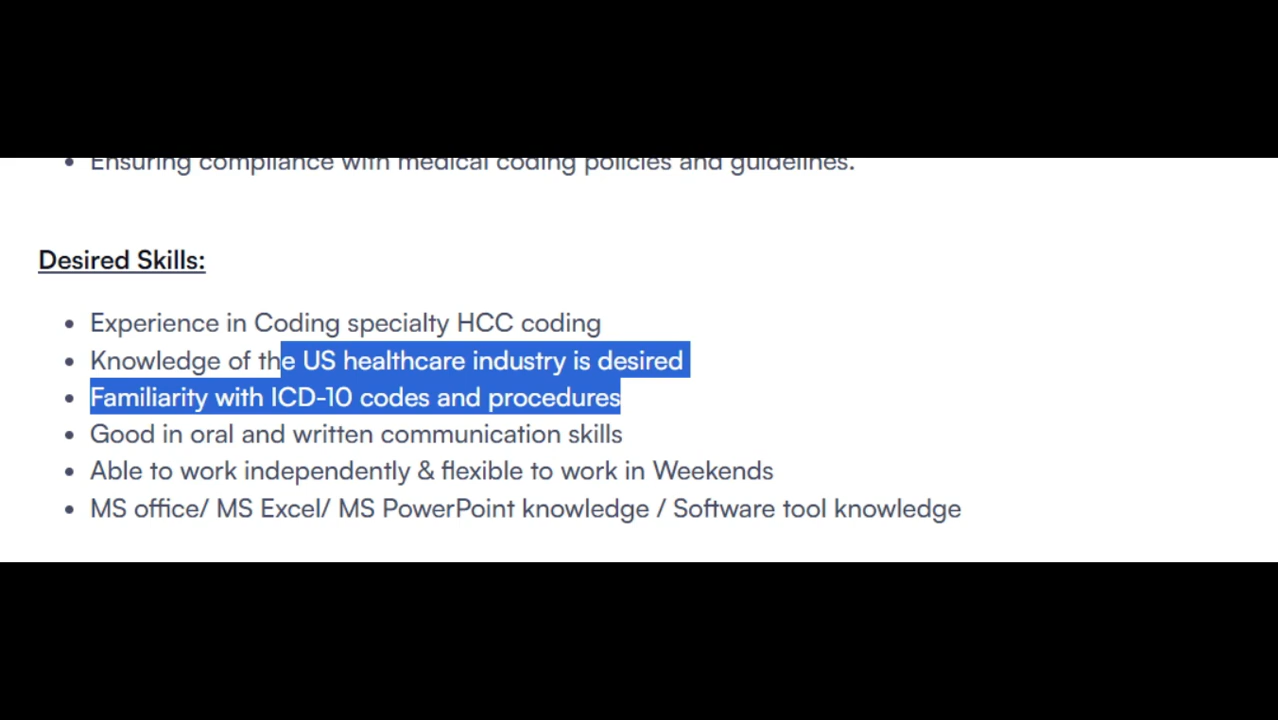 • Ensuring compliance with medical coding policies and guidelines.
Desired Skills:
• Experience in Coding specialty HCC coding
• Knowledge of the US healthcare industry is desired
• Familiarity with ICD-10 codes and procedures
• Good in oral and written communication skills
• Able to work independently & flexible to work in Weekends
• MS office/ MS Excel/ MS PowerPoint knowledge / Software tool knowledge